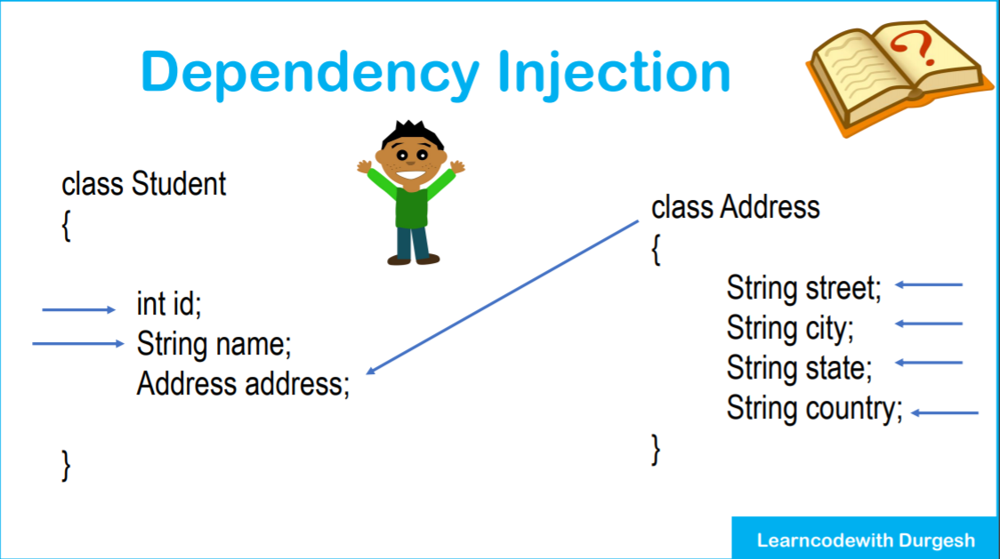 Dependency Injection
?
class Student
{
int id;
String name;
Address address;
}
class Address
{
String street;
String city;
String state;
String country;
}
Learncodewith Durgesh